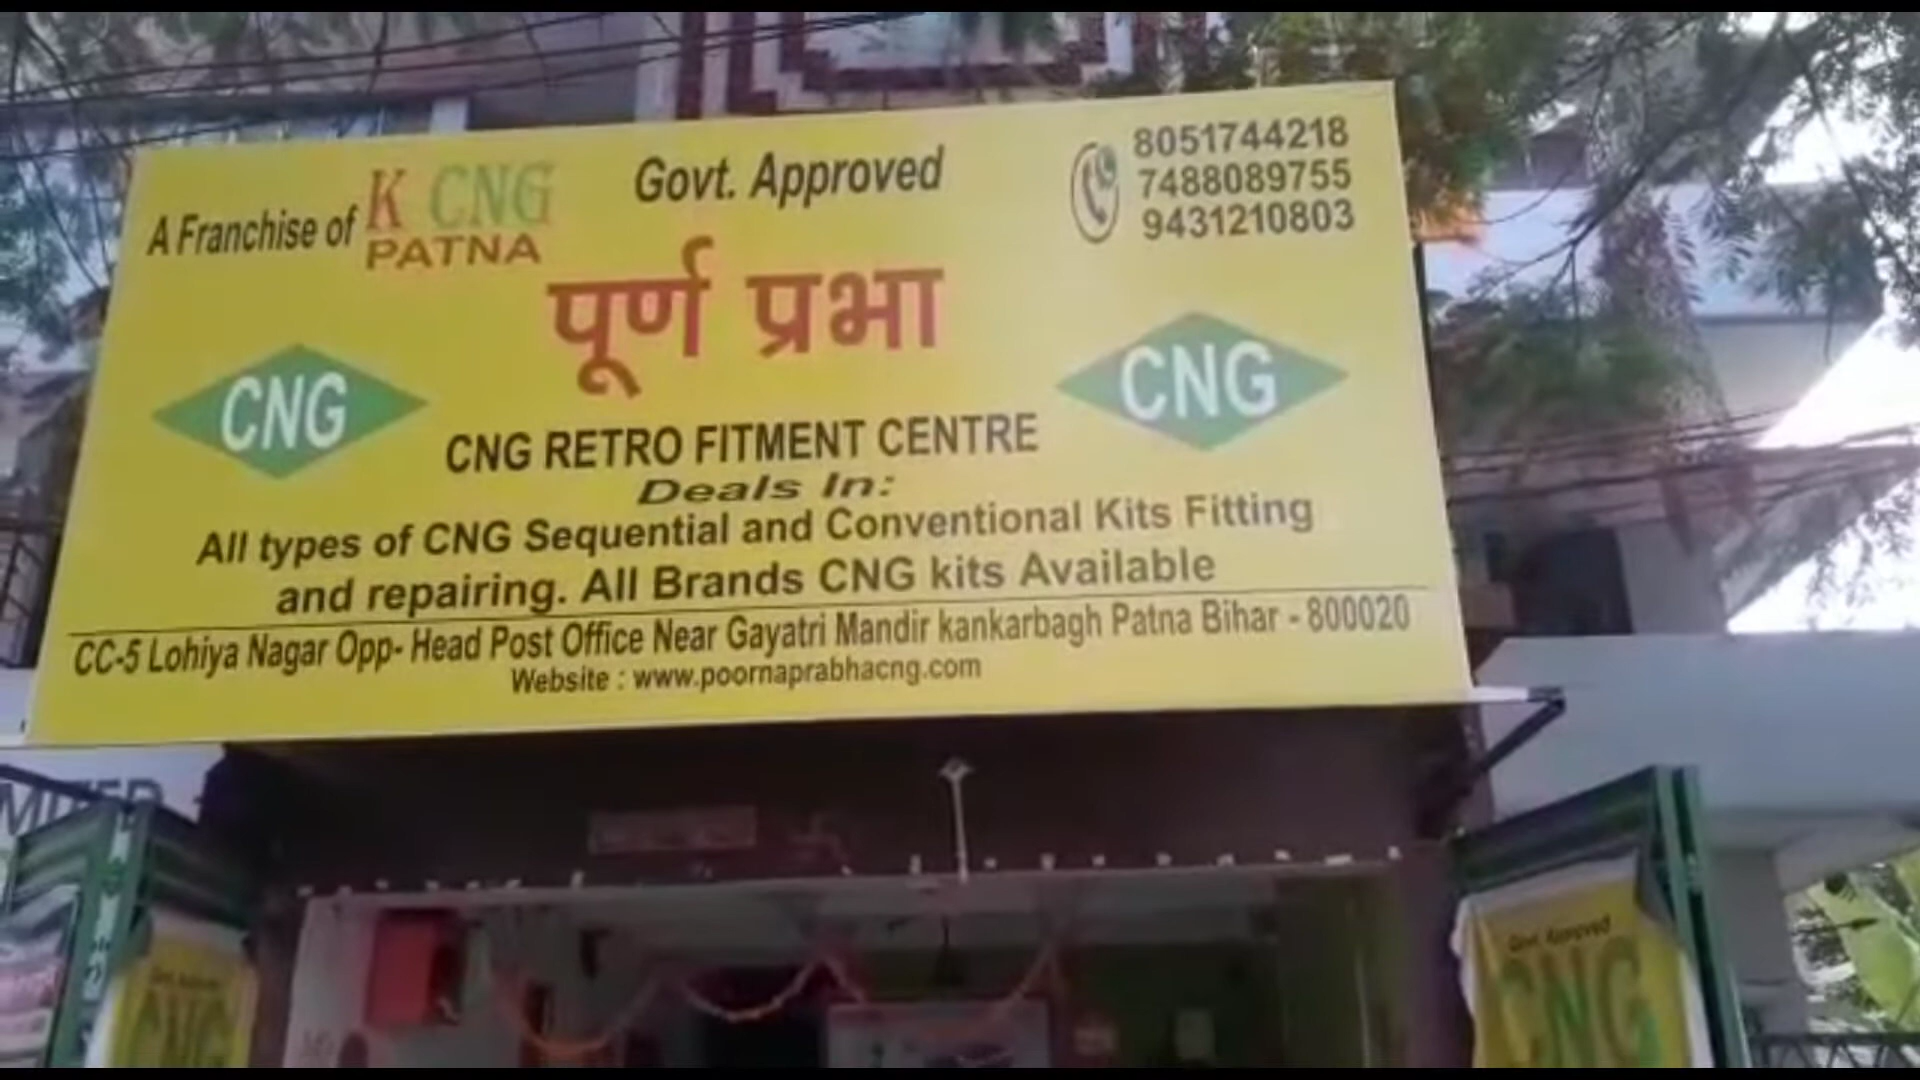 A Franchise of K CNG PATNA
Govt. Approved
8051744218
7488089755
9431210803
पूर्ण प्रभा
CNG
CNG
CNG RETRO FITMENT CENTRE
Deals In:
All types of CNG Sequential and Conventional Kits Fitting
and repairing. All Brands CNG kits Available
CC-5 Lohiya Nagar Opp- Head Post Office Near Gayatri Mandir kankarbagh Patna Bihar - 800020
Website : www.poornaprabhacng.com
Govt. Approved
CNG
CNG